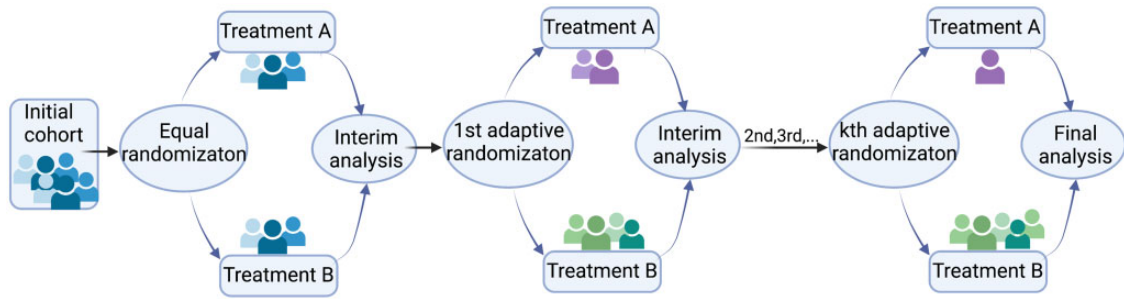 Initial
cohort
Equal
randomizaton
Treatment A
Treatment B
Interim
analysis
1st adaptive
randomizaton
Treatment A
Treatment B
Interim
analysis
2nd,3rd,..
kth adaptive
randomizaton
Treatment A
Treatment B
Final
analysis